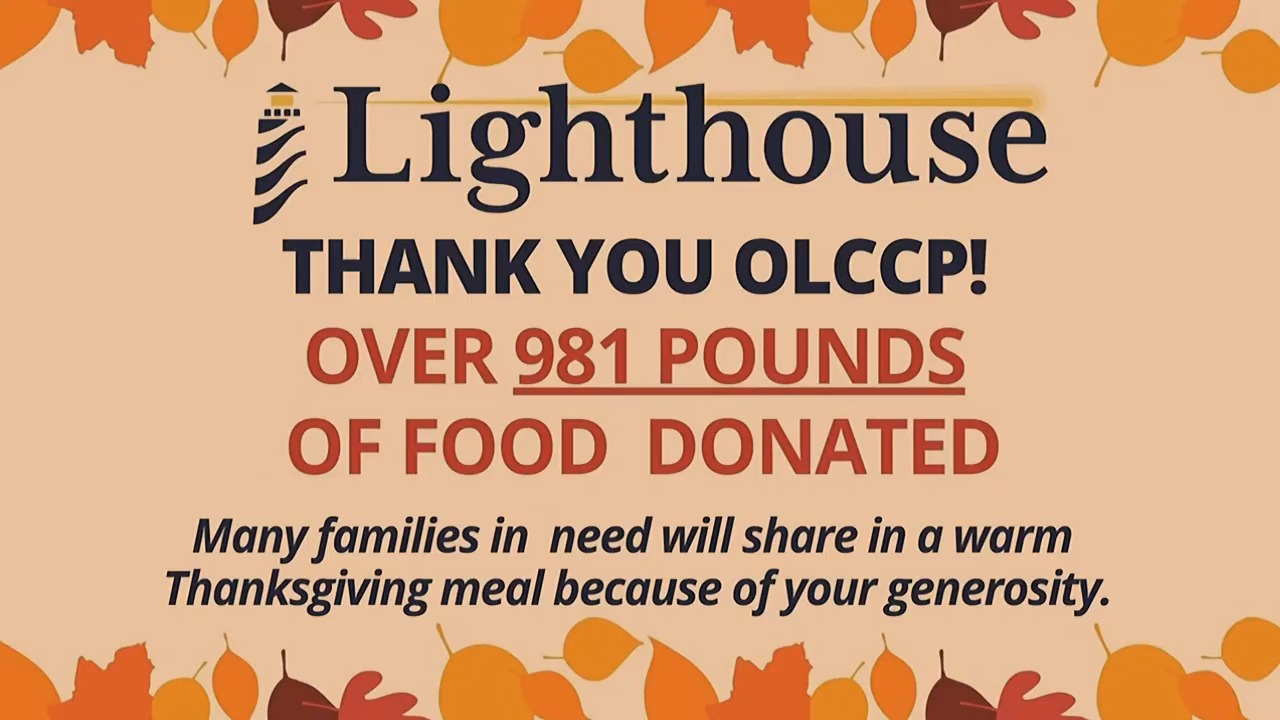 Lighthouse
THANK YOU OLCCP!
OVER 981 POUNDS
OF FOOD DONATED
Many families in need will share in a warm
Thanksgiving meal because of your generosity.